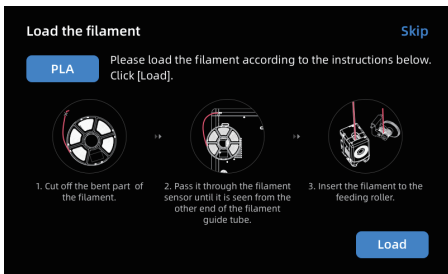 Load the filament
Skip
PLA
Please load the filament according to the instructions below.
Click [Load].
1. Cut off the bent part of
the filament.
2. Pass it through the filament
sensor until it is seen from the
other end of the filament
guide tube.
3. Insert the filament to the
feeding roller.
Load